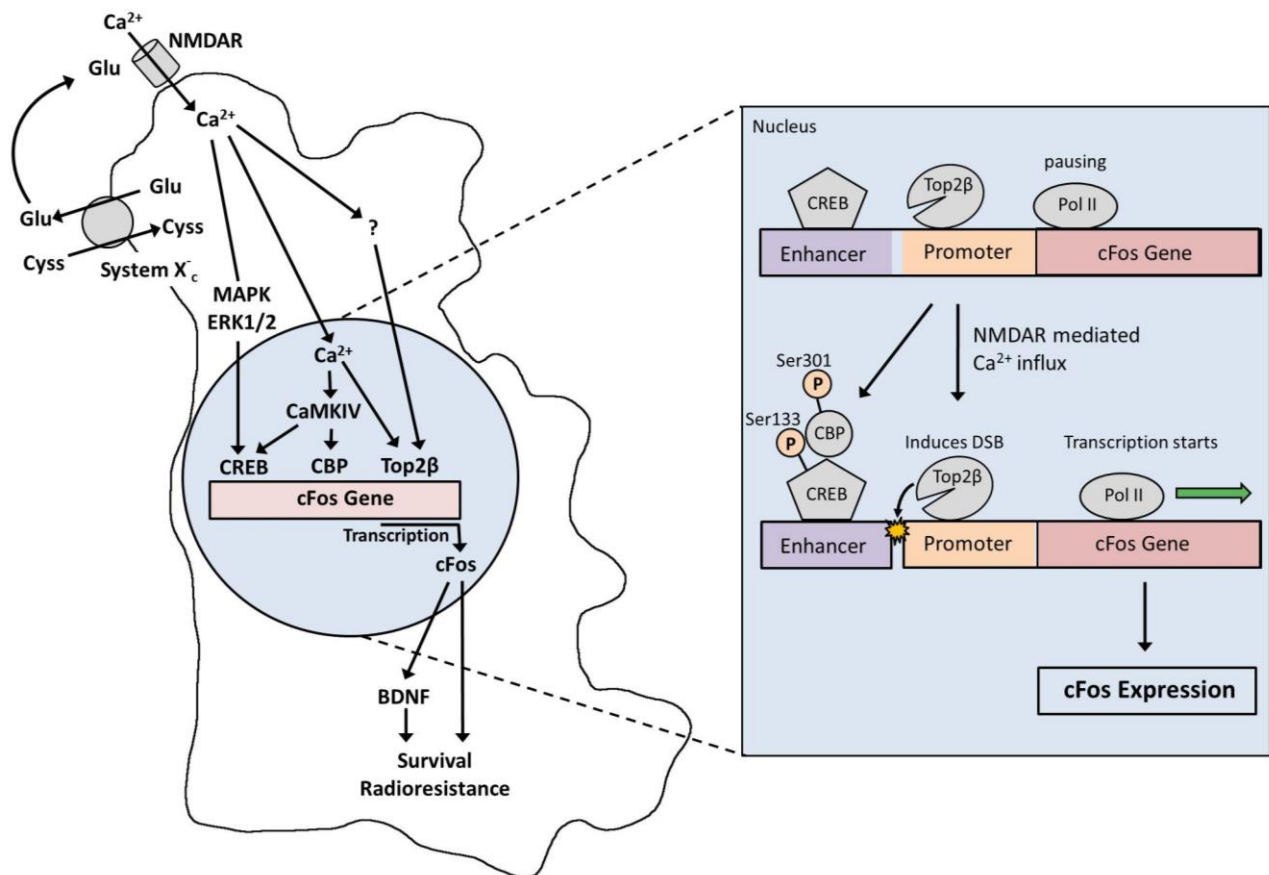 Ca²⁺
NMDAR
Glu
Ca²⁺
Glu
Glu
Cyss
Cyss
System X⁻c
?
MAPK
ERK1/2
Ca²⁺
CaMKIV
CREB CBP Top2β
cFos Gene
Transcription
cFos
BDNF
Survival
Radioresistance
Nucleus
pausing
CREB
Top2β
Pol II
Enhancer Promoter cFos Gene
NMDAR mediated
Ca²⁺ influx
Ser301
P
Ser133
CBP
P
Induces DSB
Transcription starts
CREB
Top2β
Pol II
Enhancer Promoter cFos Gene
cFos Expression